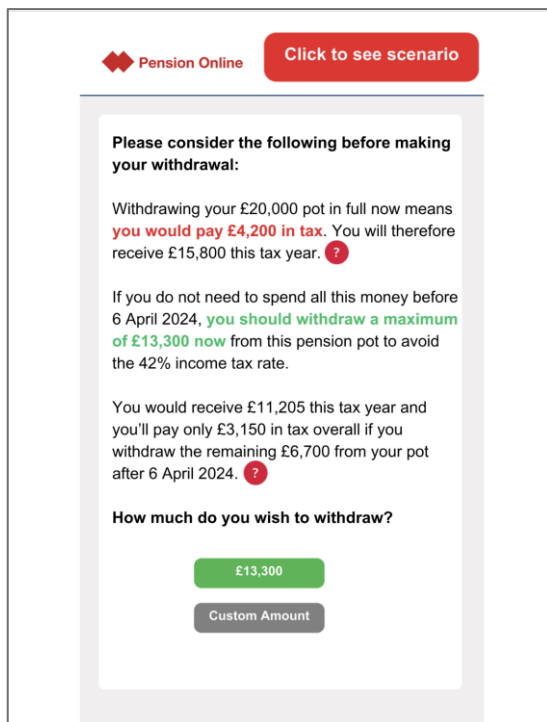 Pension Online
Click to see scenario
Please consider the following before making
your withdrawal:
Withdrawing your £20,000 pot in full now means
you would pay £4,200 in tax. You will therefore
receive £15,800 this tax year. ?
If you do not need to spend all this money before
6 April 2024, you should withdraw a maximum
of £13,300 now from this pension pot to avoid
the 42% income tax rate.
You would receive £11,205 this tax year and
you'll pay only £3,150 in tax overall if you
withdraw the remaining £6,700 from your pot
after 6 April 2024. ?
How much do you wish to withdraw?
£13,300
Custom Amount